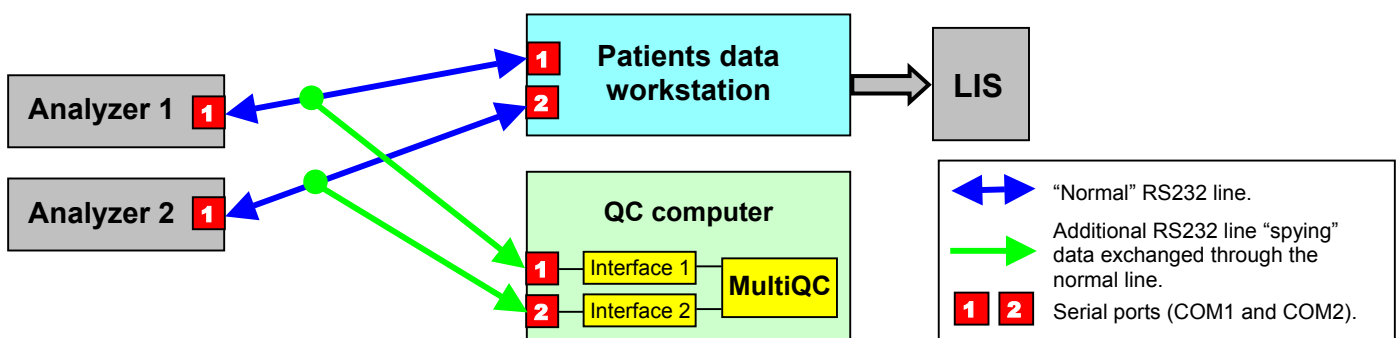 Analyzer 1
1
Analyzer 2
1
1
2
Patients data
workstation
LIS
QC computer
1
Interface 1
2
Interface 2
MultiQC
“Normal” RS232 line.
Additional RS232 line “spying”
data exchanged through the
normal line.
1 2 Serial ports (COM1 and COM2).